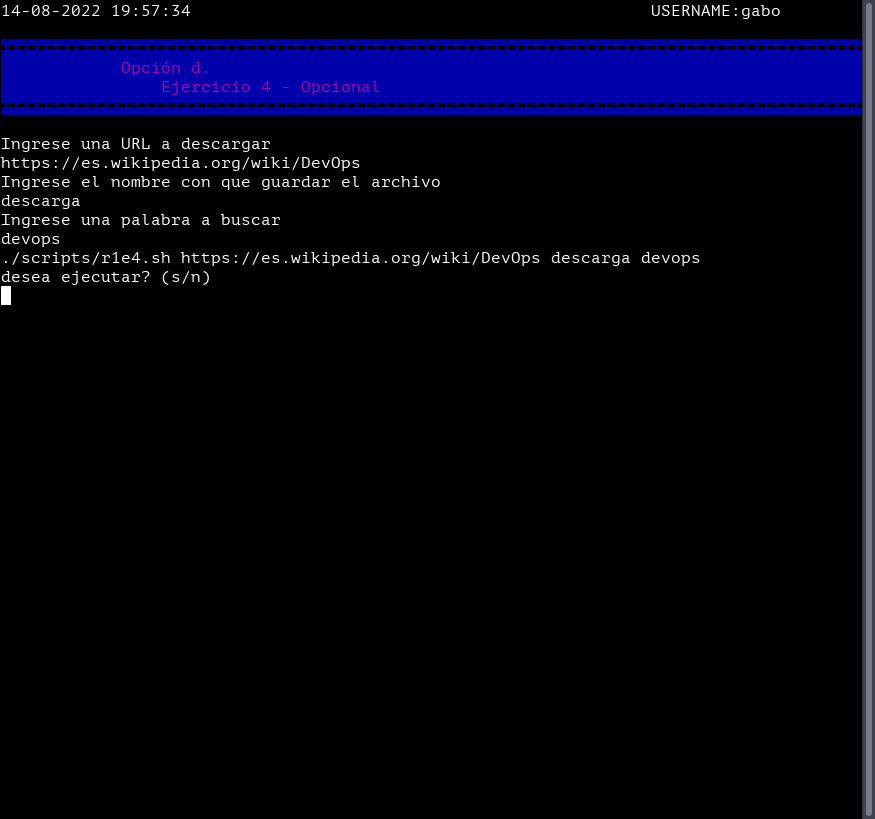 14-08-2022 19:57:34 USERNAME:gabo
Opción d.
Ejercicio 4 - Opcional
Ingrese una URL a descargar
https://es.wikipedia.org/wiki/DevOps
Ingrese el nombre con que guardar el archivo
descarga
Ingrese una palabra a buscar
devops
./scripts/r1e4.sh https://es.wikipedia.org/wiki/DevOps descarga devops
desea ejecutar? (s/n)